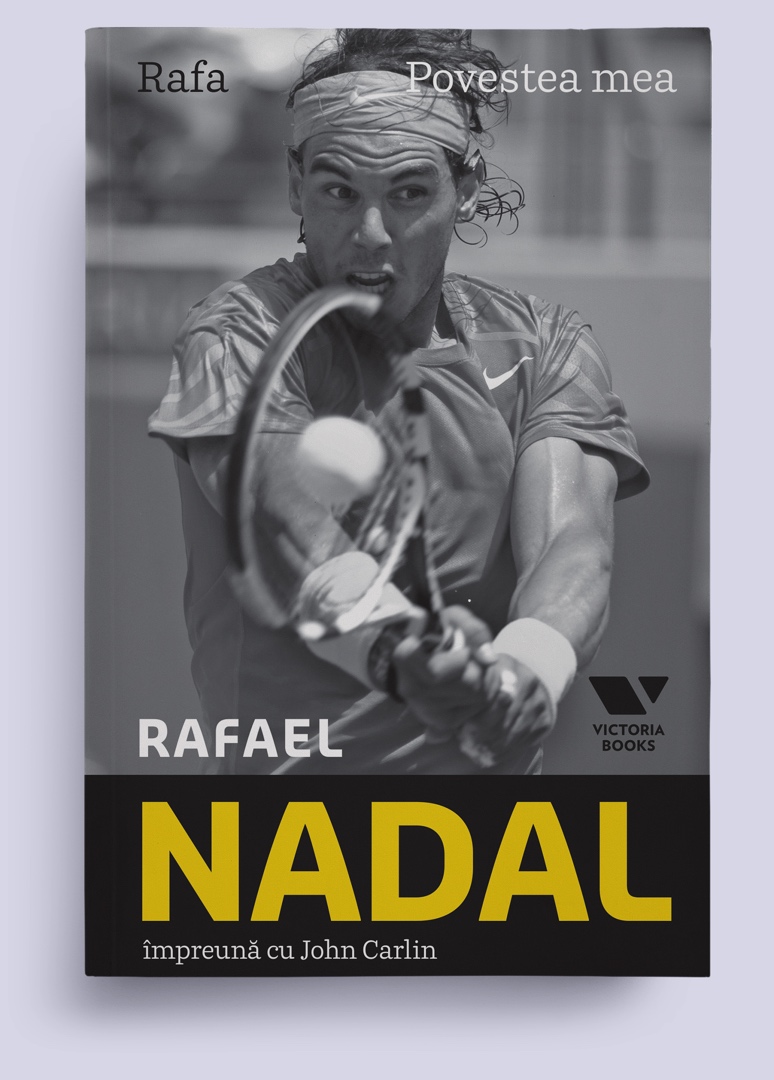 Rafa Povestea mea
RAFAEL
VICTORIA
BOOKS
NADAL
împreună cu John Carlin